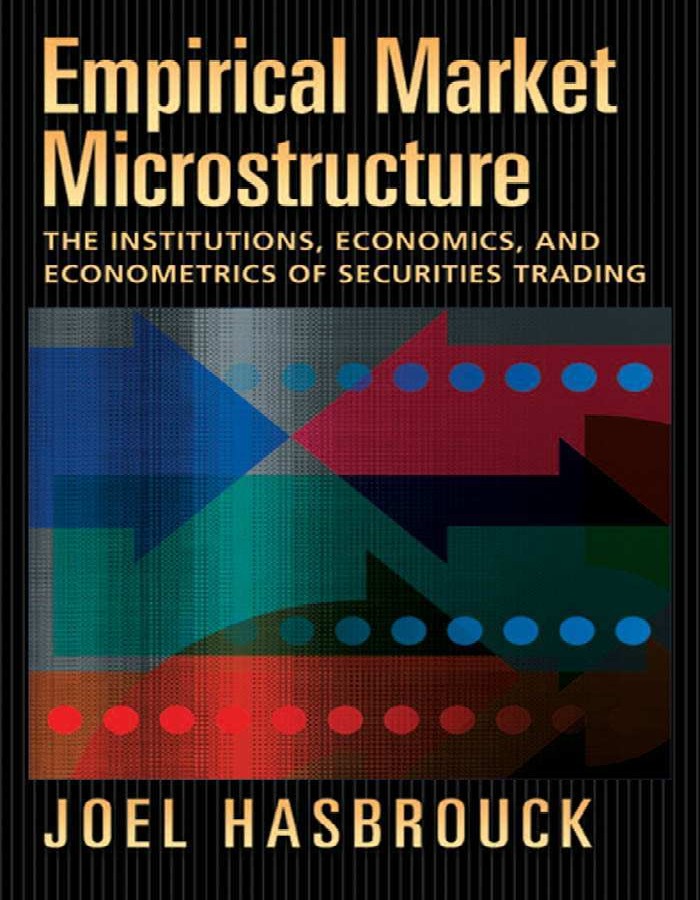 Empirical Market
Microstructure
THE INSTITUTIONS, ECONOMICS, AND
ECONOMETRICS OF SECURITIES TRADING
JOEL HASBROUCK